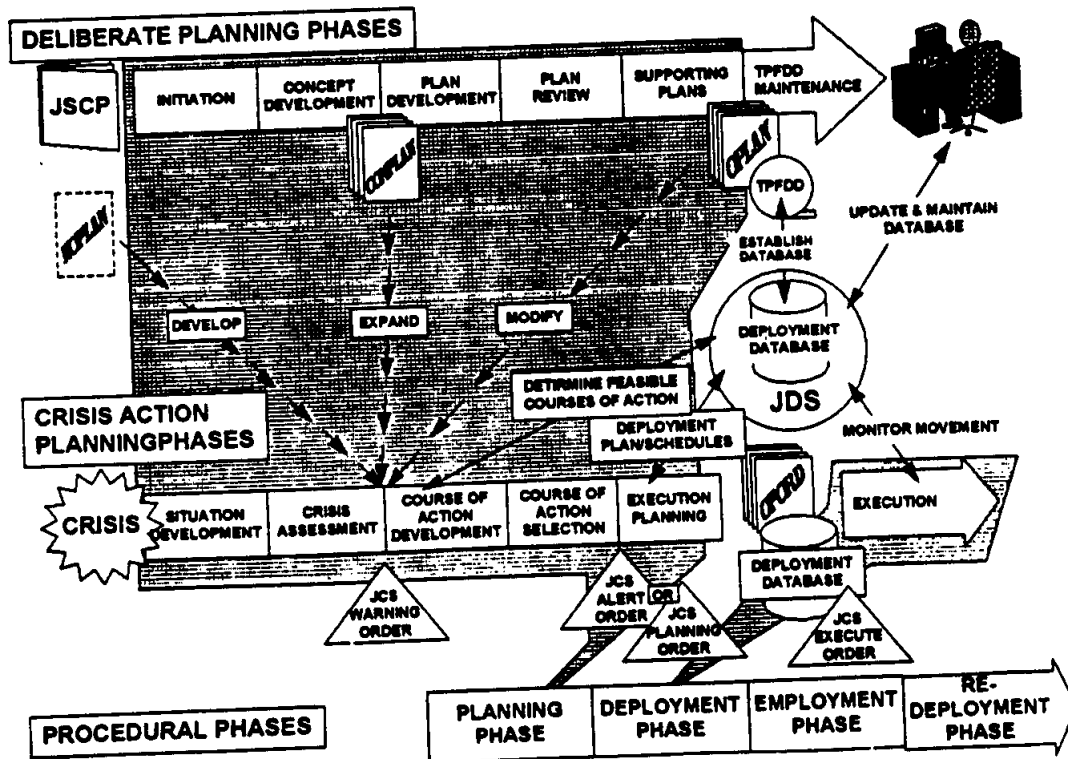 DELIBERATE PLANNING PHASES
JSCP
INITIATION
CONCEPT
DEVELOPMENT
PLAN
DEVELOPMENT
PLAN
REVIEW
SUPPORTING
PLANS
TPFDD
MAINTENANCE
CONPLAN
OPLAN
TPFDD
UPDATE & MAINTAIN
DATABASE
ESTABLISH
DATABASE
DEVELOP
EXPAND
MODIFY
DEPLOYMENT
DATABASE
JDS
DETIRMINE FEASIBLE
COURSES OF ACTION
DEPLOYMENT
PLAN/SCHEDULES
MONITOR MOVEMENT
CRISIS ACTION
PLANNINGPHASES
CRISIS
SITUATION
DEVELOPMENT
CRISIS
ASSESSMENT
COURSE OF
ACTION
DEVELOPMENT
COURSE OF
ACTION
SELECTION
EXECUTION
PLANNING
OPORD
EXECUTION
DEPLOYMENT
DATABASE
JCS
WARNING
ORDER
JCS
ALERT
ORDER
OR
JCS
PLANNING
ORDER
JCS
EXECUTE
ORDER
PROCEDURAL PHASES
PLANNING
PHASE
DEPLOYMENT
PHASE
EMPLOYMENT
PHASE
RE-
DEPLOYMENT
PHASE